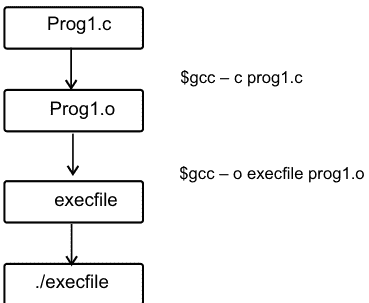 Prog1.c
$gcc – c prog1.c
Prog1.o
$gcc – o execfile prog1.o
execfile
./execfile